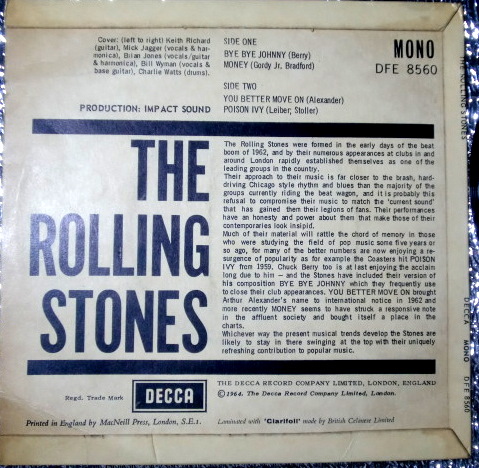 Cover: (left to right) Keith Richard
(guitar), Mick Jagger (vocals & har-
monica), Brian Jones (vocals/guitar
& harmonica), Bill Wyman (vocals &
base guitar), Charlie Watts (drums).
PRODUCTION: IMPACT SOUND
SIDE ONE
BYE BYE JOHNNY (Berry)
MONEY (Gordy Jr. Bradford)
SIDE TWO
YOU BETTER MOVE ON (Alexander)
POISON IVY (Leiber; Stoller)
MONO
DFE 8560
THE
ROLLING
STONES
The Rolling Stones were formed in the early days of the beat
boom of 1962, and by their numerous appearances at clubs in and
around London rapidly established themselves as one of the
leading groups in the country.
Their approach to their music is far closer to the brash, hard-
driving Chicago style rhythm and blues than the majority of the
groups currently riding the beat wagon, and it is probably this
refusal to compromise their music to match the 'current sound'
that has gained them their legions of fans. Their performances
have an honesty and power about them that make those of their
contemporaries look insipid.
Much of their material will rattle the chord of memory in those
who were studying the field of pop music some five years or
so ago, for many of the better numbers are now enjoying a re-
surgence of popularity as for example the Coasters hit POISON
IVY from 1959. Chuck Berry too is at last enjoying the acclaim
long due to him — and the Stones have included their version of
his composition BYE BYE JOHNNY which they frequently use
to close their club appearances. YOU BETTER MOVE ON brought
Arthur Alexander's name to international notice in 1962 and
more recently MONEY seems to have struck a responsive note
in the affluent society and bought itself a place in the
charts.
Whichever way the present musical trends develop the Stones are
likely to stay in there swinging at the top with their uniquely
refreshing contribution to popular music.
Regd. Trade Mark
DECCA
THE DECCA RECORD COMPANY LIMITED, LONDON, ENGLAND
© 1964, The Decca Record Company Limited, London.
Printed in England by MacNeill Press, London, S.E.1.
Laminated with 'Clarifoil' made by British Celanese Limited
THE ROLLING STONES
DECCA MONO DFE 8560